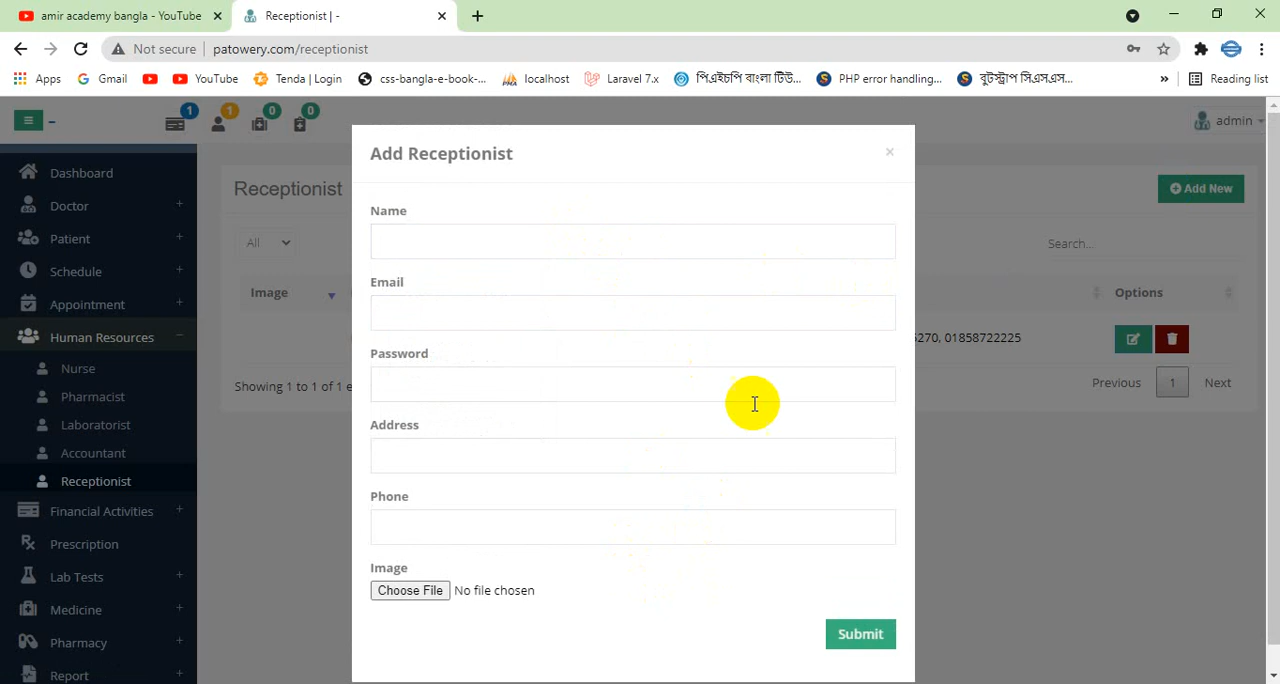 amir academy bangla - YouTube
Receptionist | -
Not secure patowery.com/receptionist
Apps Gmail YouTube Tenda | Login css-bangla-e-book-... localhost Laravel 7.x পিএইচপি বাংলা টিউ... PHP error handling,... বুটস্ট্রাপ সিএসএস... » Reading list
1 1 0 0 admin
Add Receptionist ×
Dashboard
Doctor +
Patient +
Schedule +
Appointment +
Human Resources −
Nurse
Pharmacist
Laboratorist
Accountant
Receptionist
Financial Activities +
Prescription
Lab Tests +
Medicine +
Pharmacy +
Report +
Receptionist
Add New
All
Search...
Image
Options
270, 01858722225
Showing 1 to 1 of 1 e
Previous 1 Next
Name
Email
Password
Address
Phone
Image
Choose File No file chosen
Submit